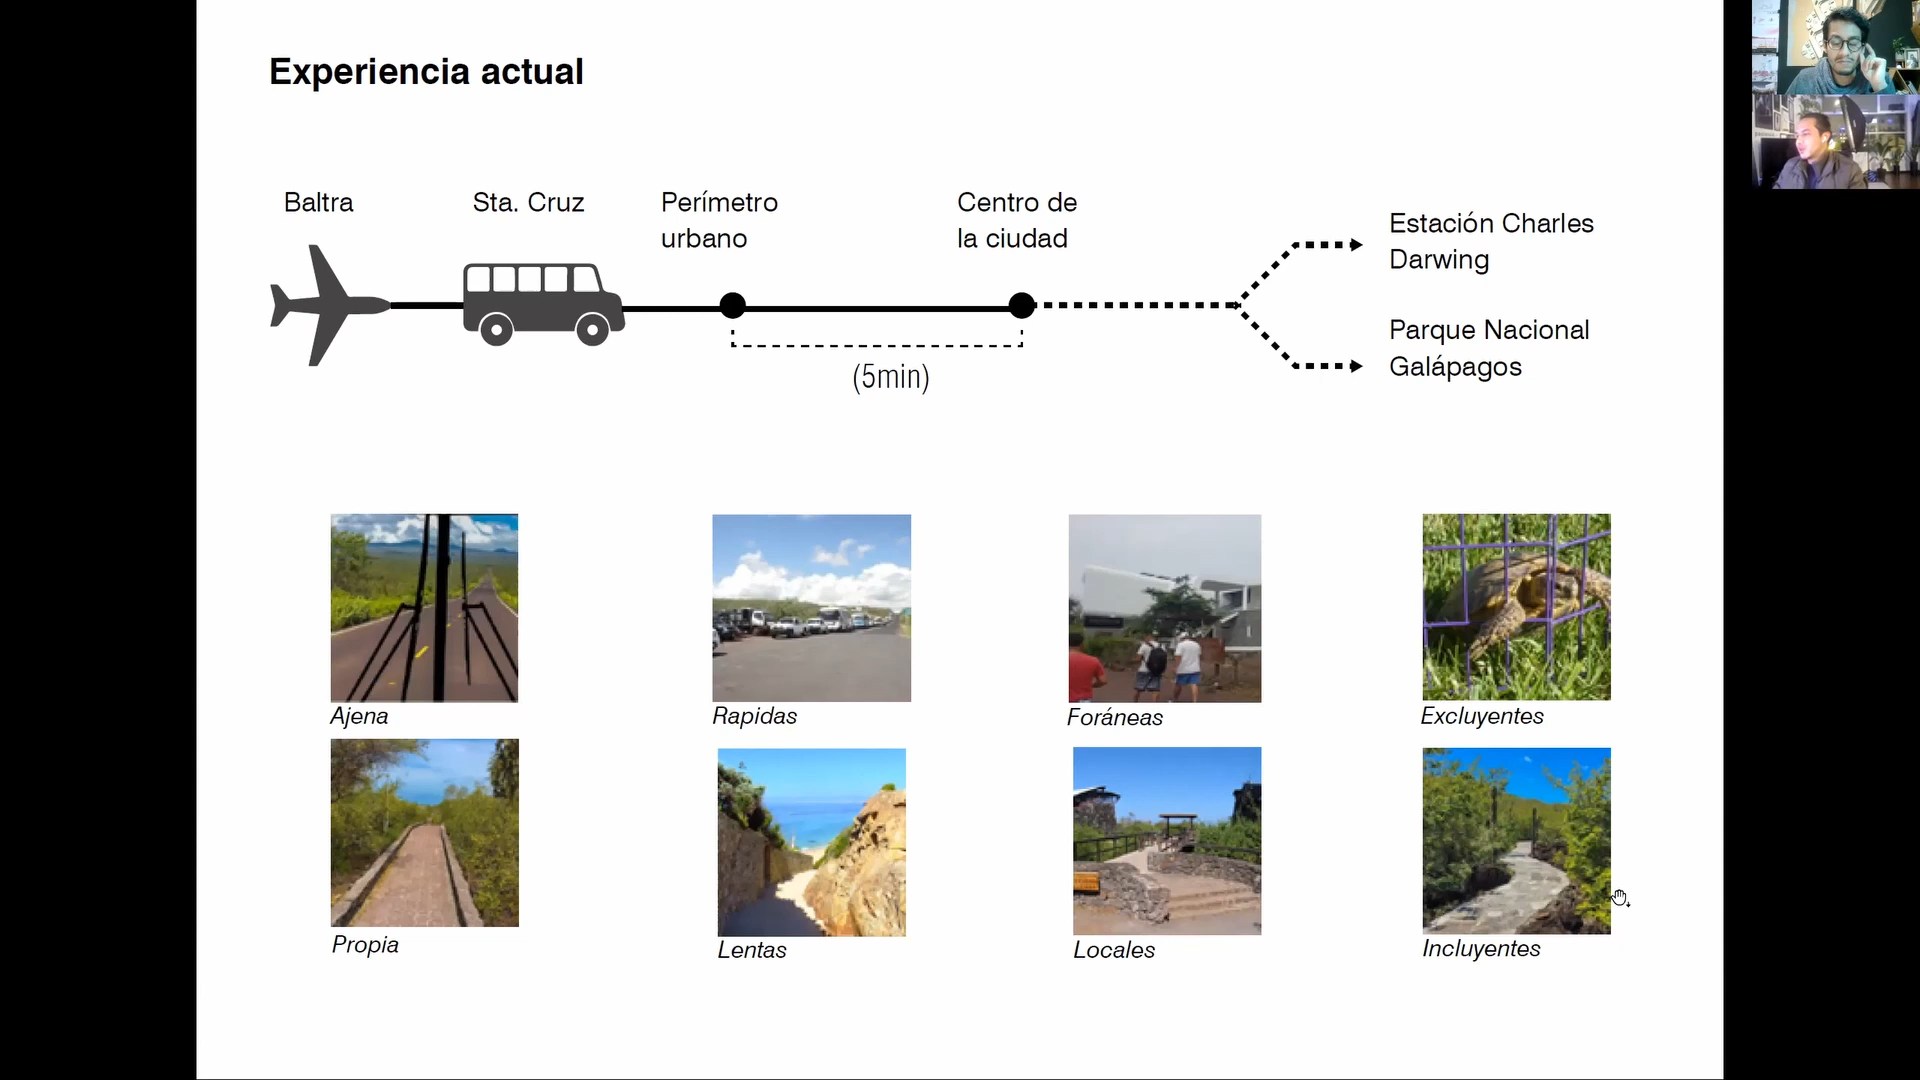 Experiencia actual
Baltra
Sta. Cruz
Perímetro
urbano
Centro de
la ciudad
Estación Charles
Darwing
Parque Nacional
Galápagos
(5min)
Ajena
Rapidas
Foráneas
Excluyentes
Propia
Lentas
Locales
Incluyentes